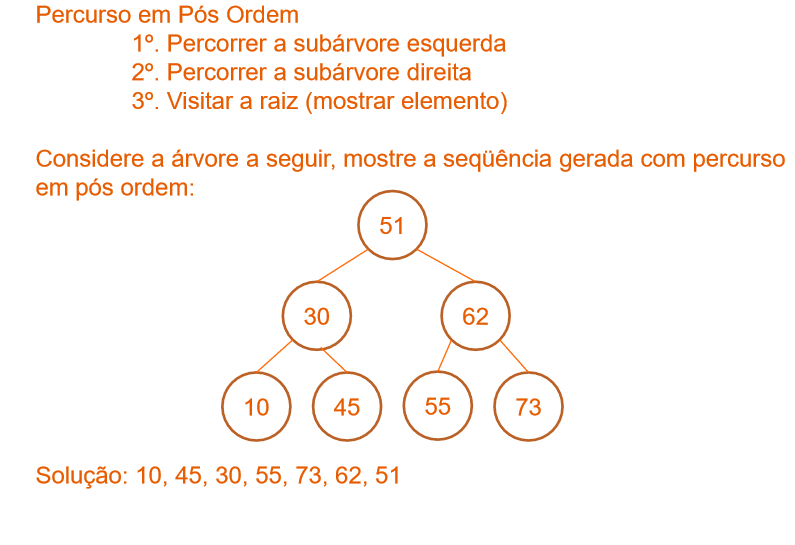 Percurso em Pós Ordem
1º. Percorrer a subárvore esquerda
2º. Percorrer a subárvore direita
3º. Visitar a raiz (mostrar elemento)
Considere a árvore a seguir, mostre a seqüência gerada com percurso
em pós ordem:
51
30 62
10 45 55 73
Solução: 10, 45, 30, 55, 73, 62, 51